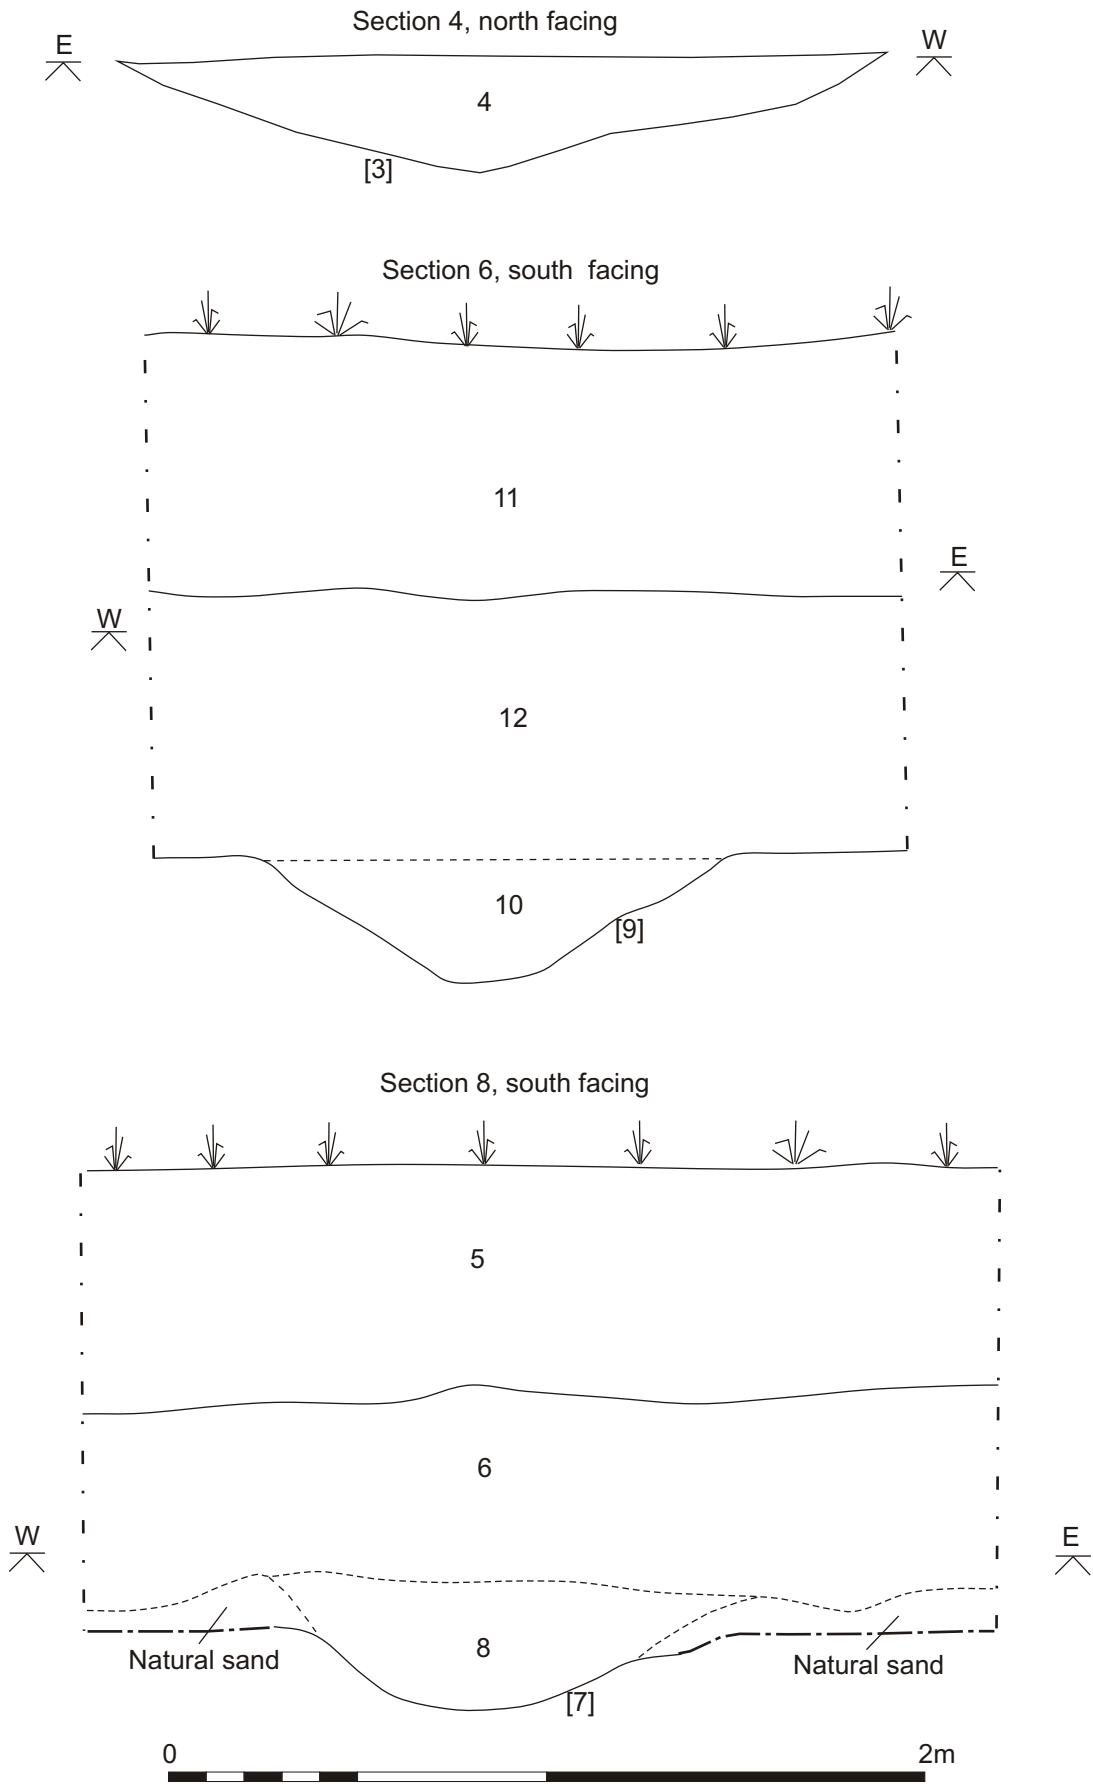 Section 4, north facing
E
W
4
[3]
Section 6, south facing
11
E
W
12
10
[9]
Section 8, south facing
5
6
W
E
8
Natural sand
Natural sand
[7]
0 2m